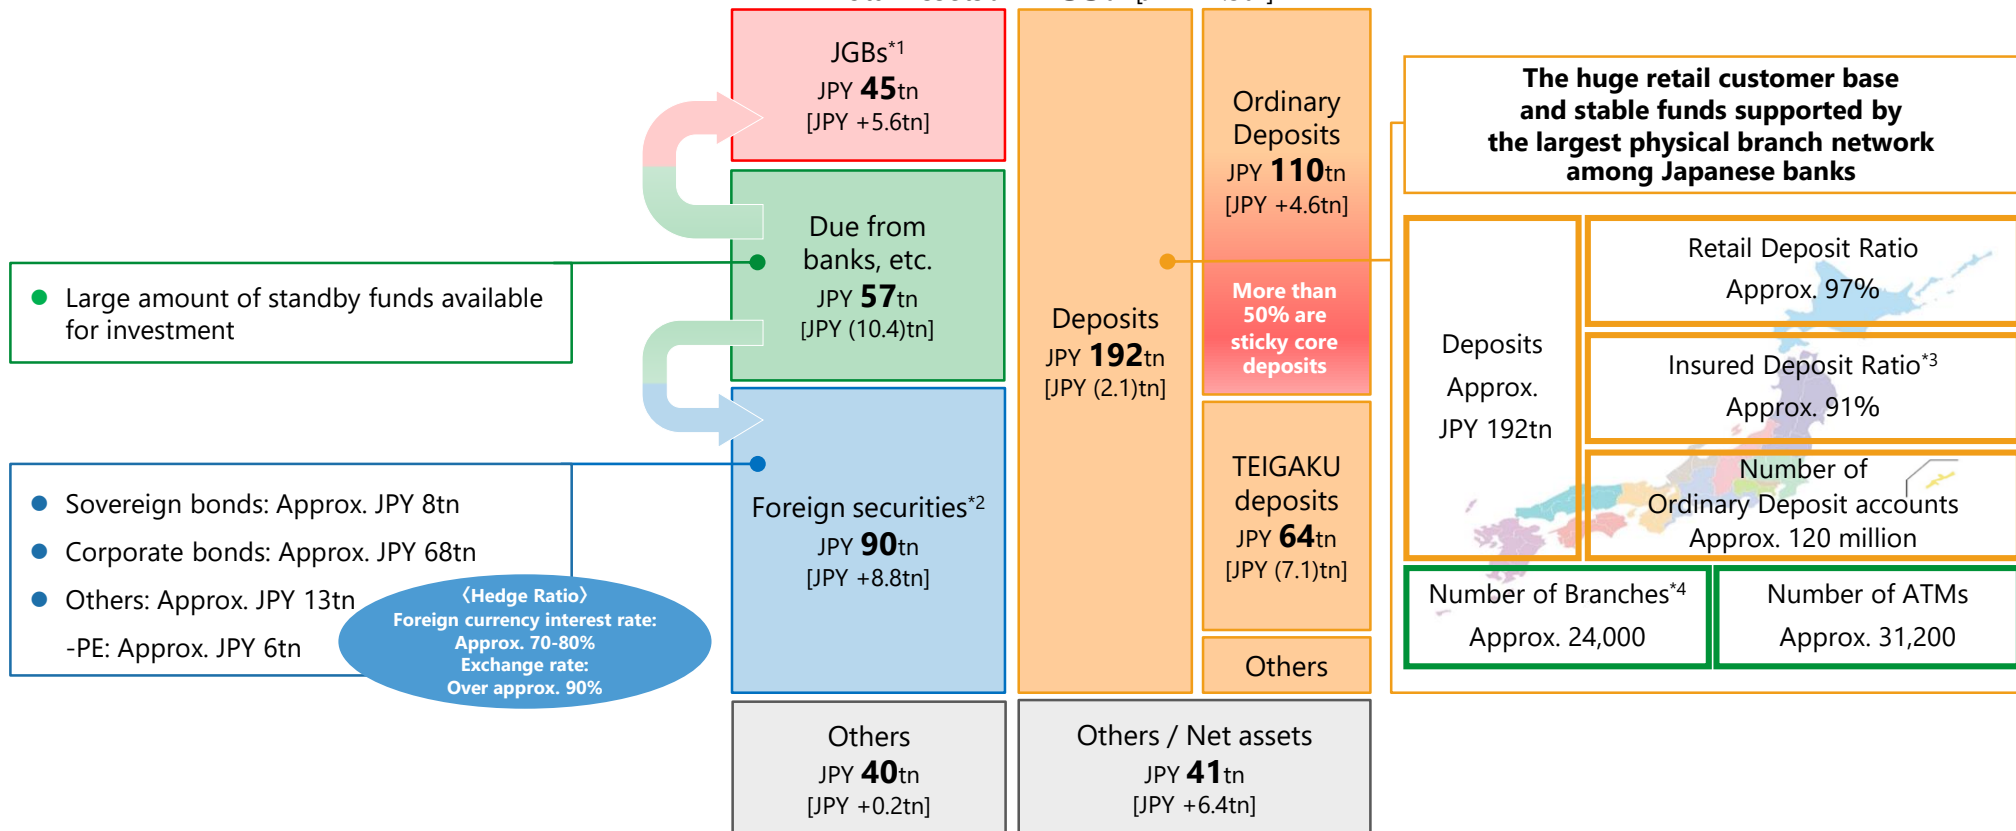 JGBs*1
JPY 45tn
[JPY +5.6tn]
Due from
banks, etc.
JPY 57tn
[JPY (10.4)tn]
Foreign securities*2
JPY 90tn
[JPY +8.8tn]
Others
JPY 40tn
[JPY +0.2tn]
Large amount of standby funds available
for investment
Sovereign bonds: Approx. JPY 8tn
Corporate bonds: Approx. JPY 68tn
Others: Approx. JPY 13tn
-PE: Approx. JPY 6tn
〈Hedge Ratio〉
Foreign currency interest rate:
Approx. 70-80%
Exchange rate:
Over approx. 90%
Deposits
JPY 192tn
[JPY (2.1)tn]
Ordinary
Deposits
JPY 110tn
[JPY +4.6tn]
More than
50% are
sticky core
deposits
TEIGAKU
deposits
JPY 64tn
[JPY (7.1)tn]
Others
Others / Net assets
JPY 41tn
[JPY +6.4tn]
The huge retail customer base
and stable funds supported by
the largest physical branch network
among Japanese banks
Deposits
Approx.
JPY 192tn
Retail Deposit Ratio
Approx. 97%
Insured Deposit Ratio*3
Approx. 91%
Number of
Ordinary Deposit accounts
Approx. 120 million
Number of Branches*4
Approx. 24,000
Number of ATMs
Approx. 31,200